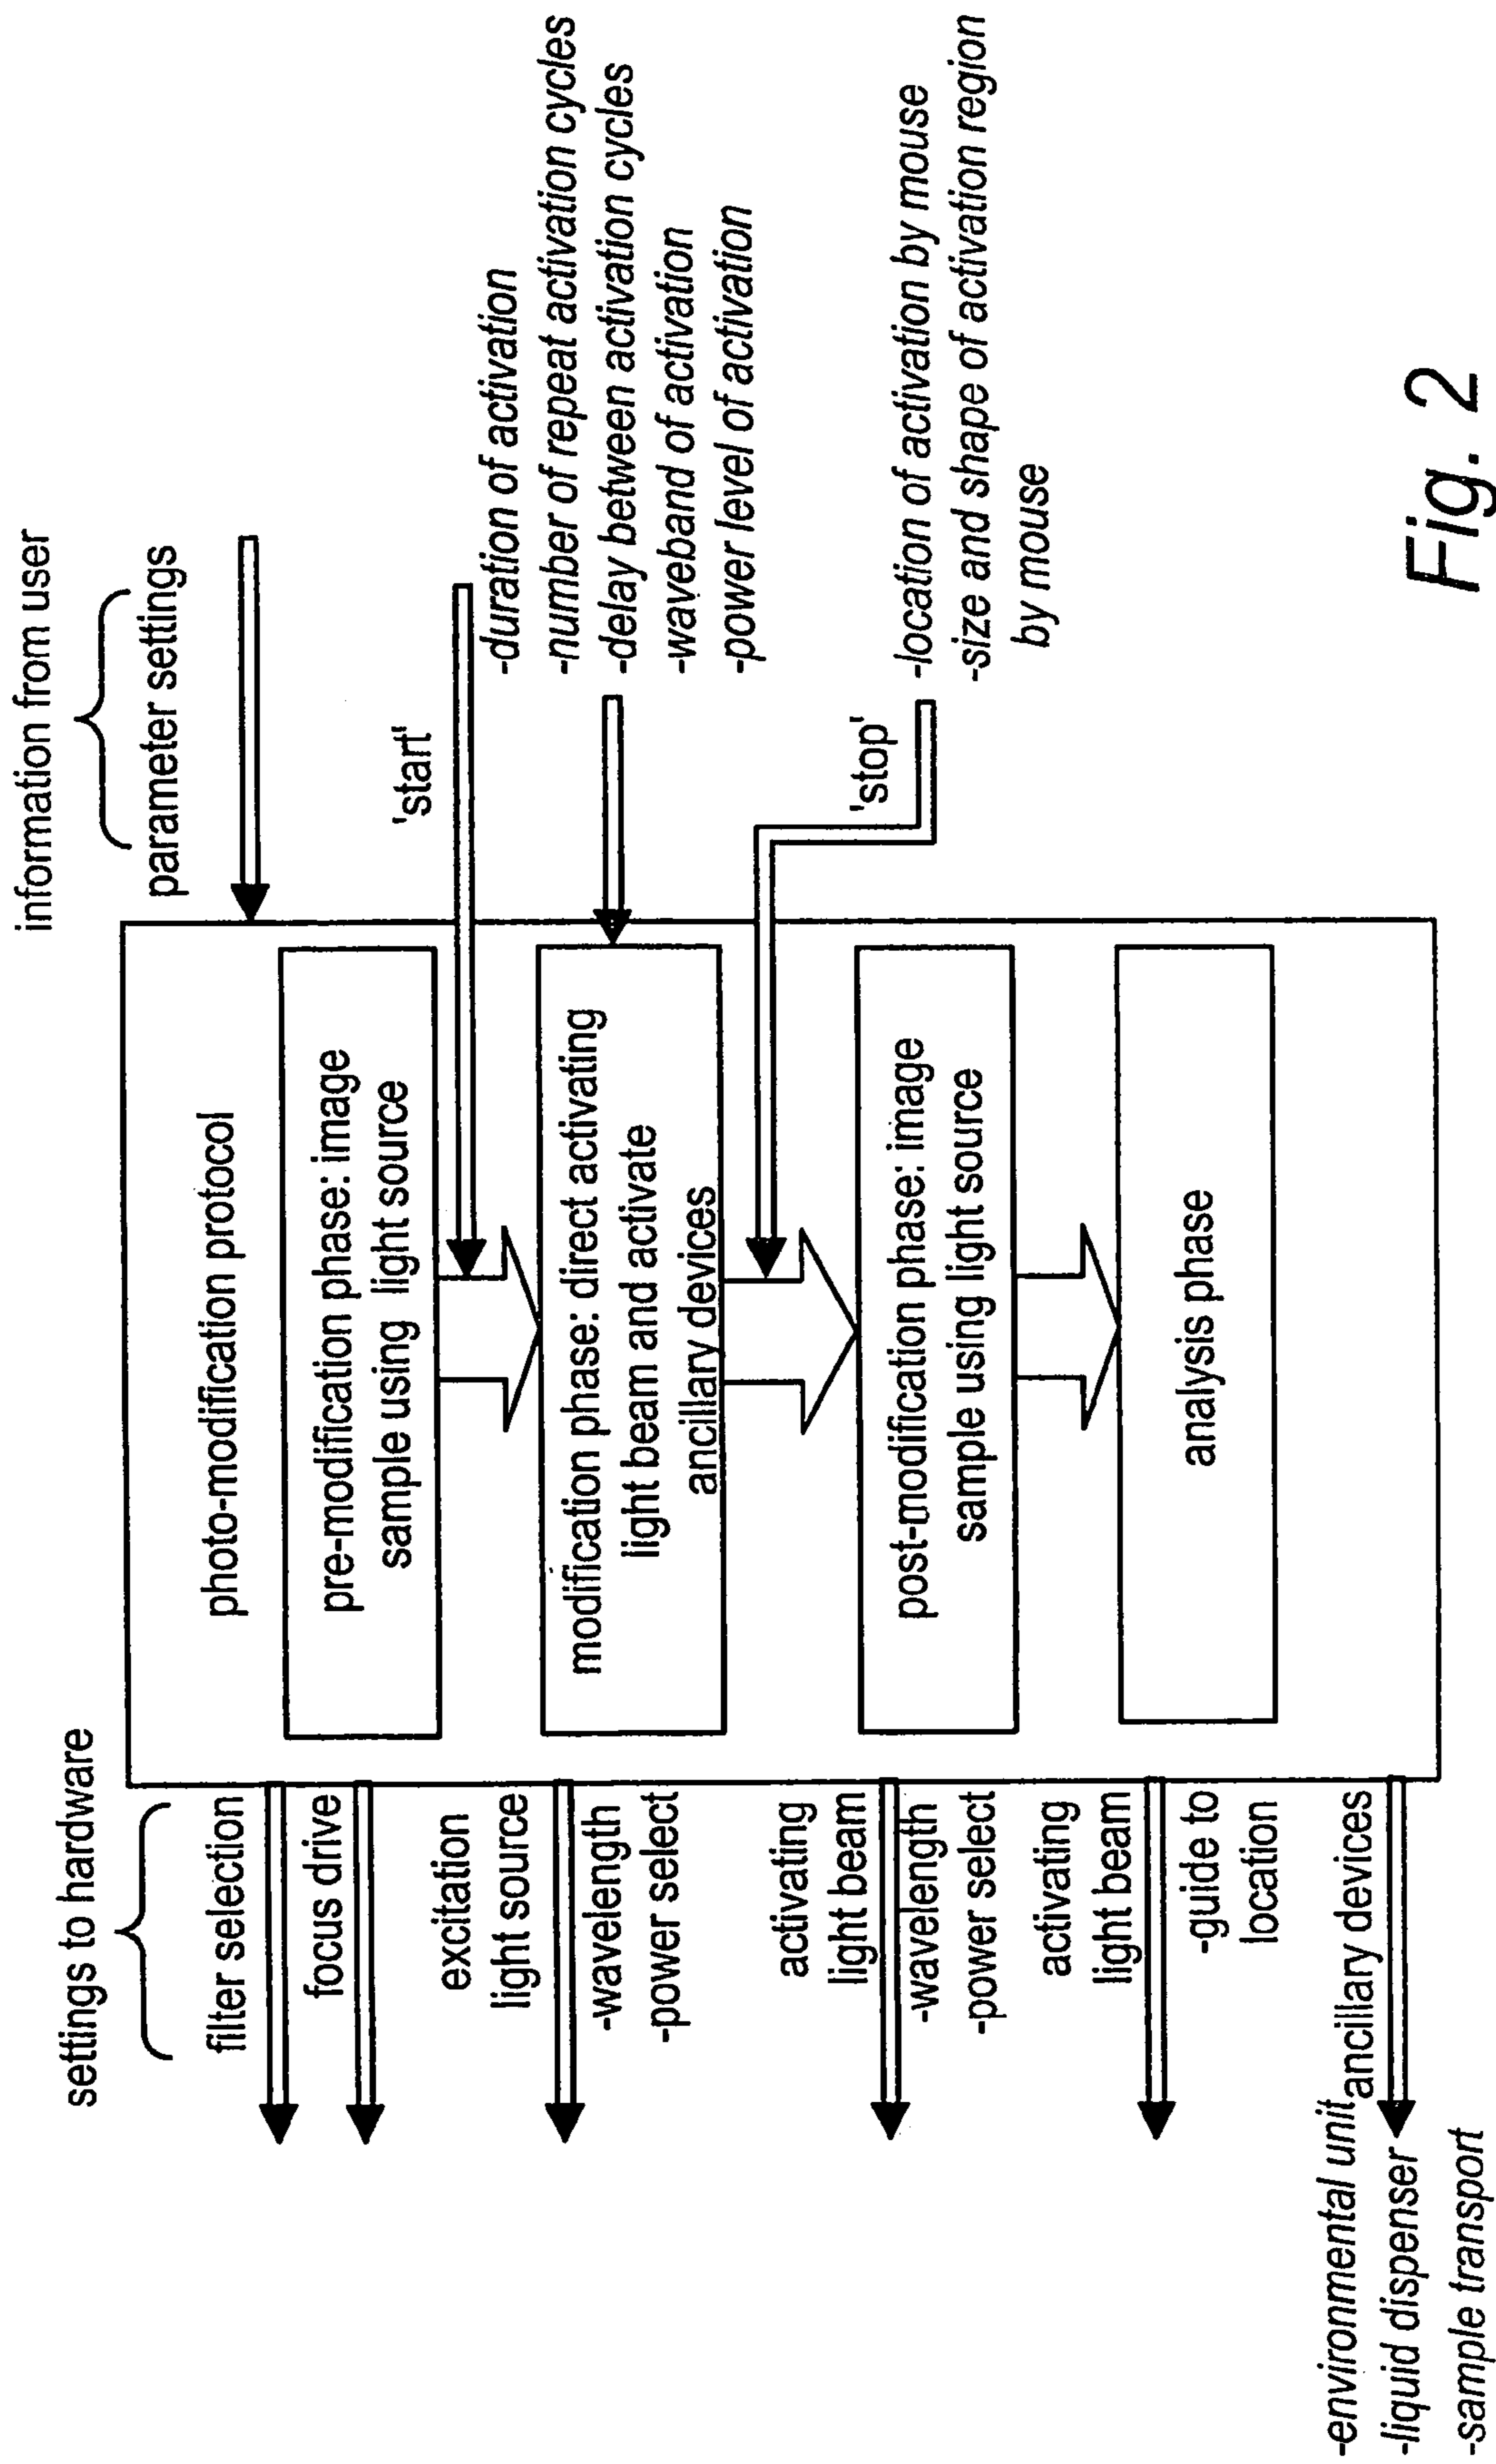 settings to hardware
filter selection
focus drive
excitation
light source
-wavelength
-power select
activating
light beam
-wavelength
-power select
activating
light beam
-guide to
location
ancillary devices
-environmental unit
-liquid dispenser
-sample transport
photo-modification protocol
pre-modification phase: image
sample using light source
modification phase: direct activating
light beam and activate
ancillary devices
post-modification phase: image
sample using light source
analysis phase
information from user
parameter settings
'start'
-duration of activation
-number of repeat activation cycles
-delay between activation cycles
-waveband of activation
-power level of activation
'stop'
-location of activation by mouse
-size and shape of activation region
by mouse
Fig. 2